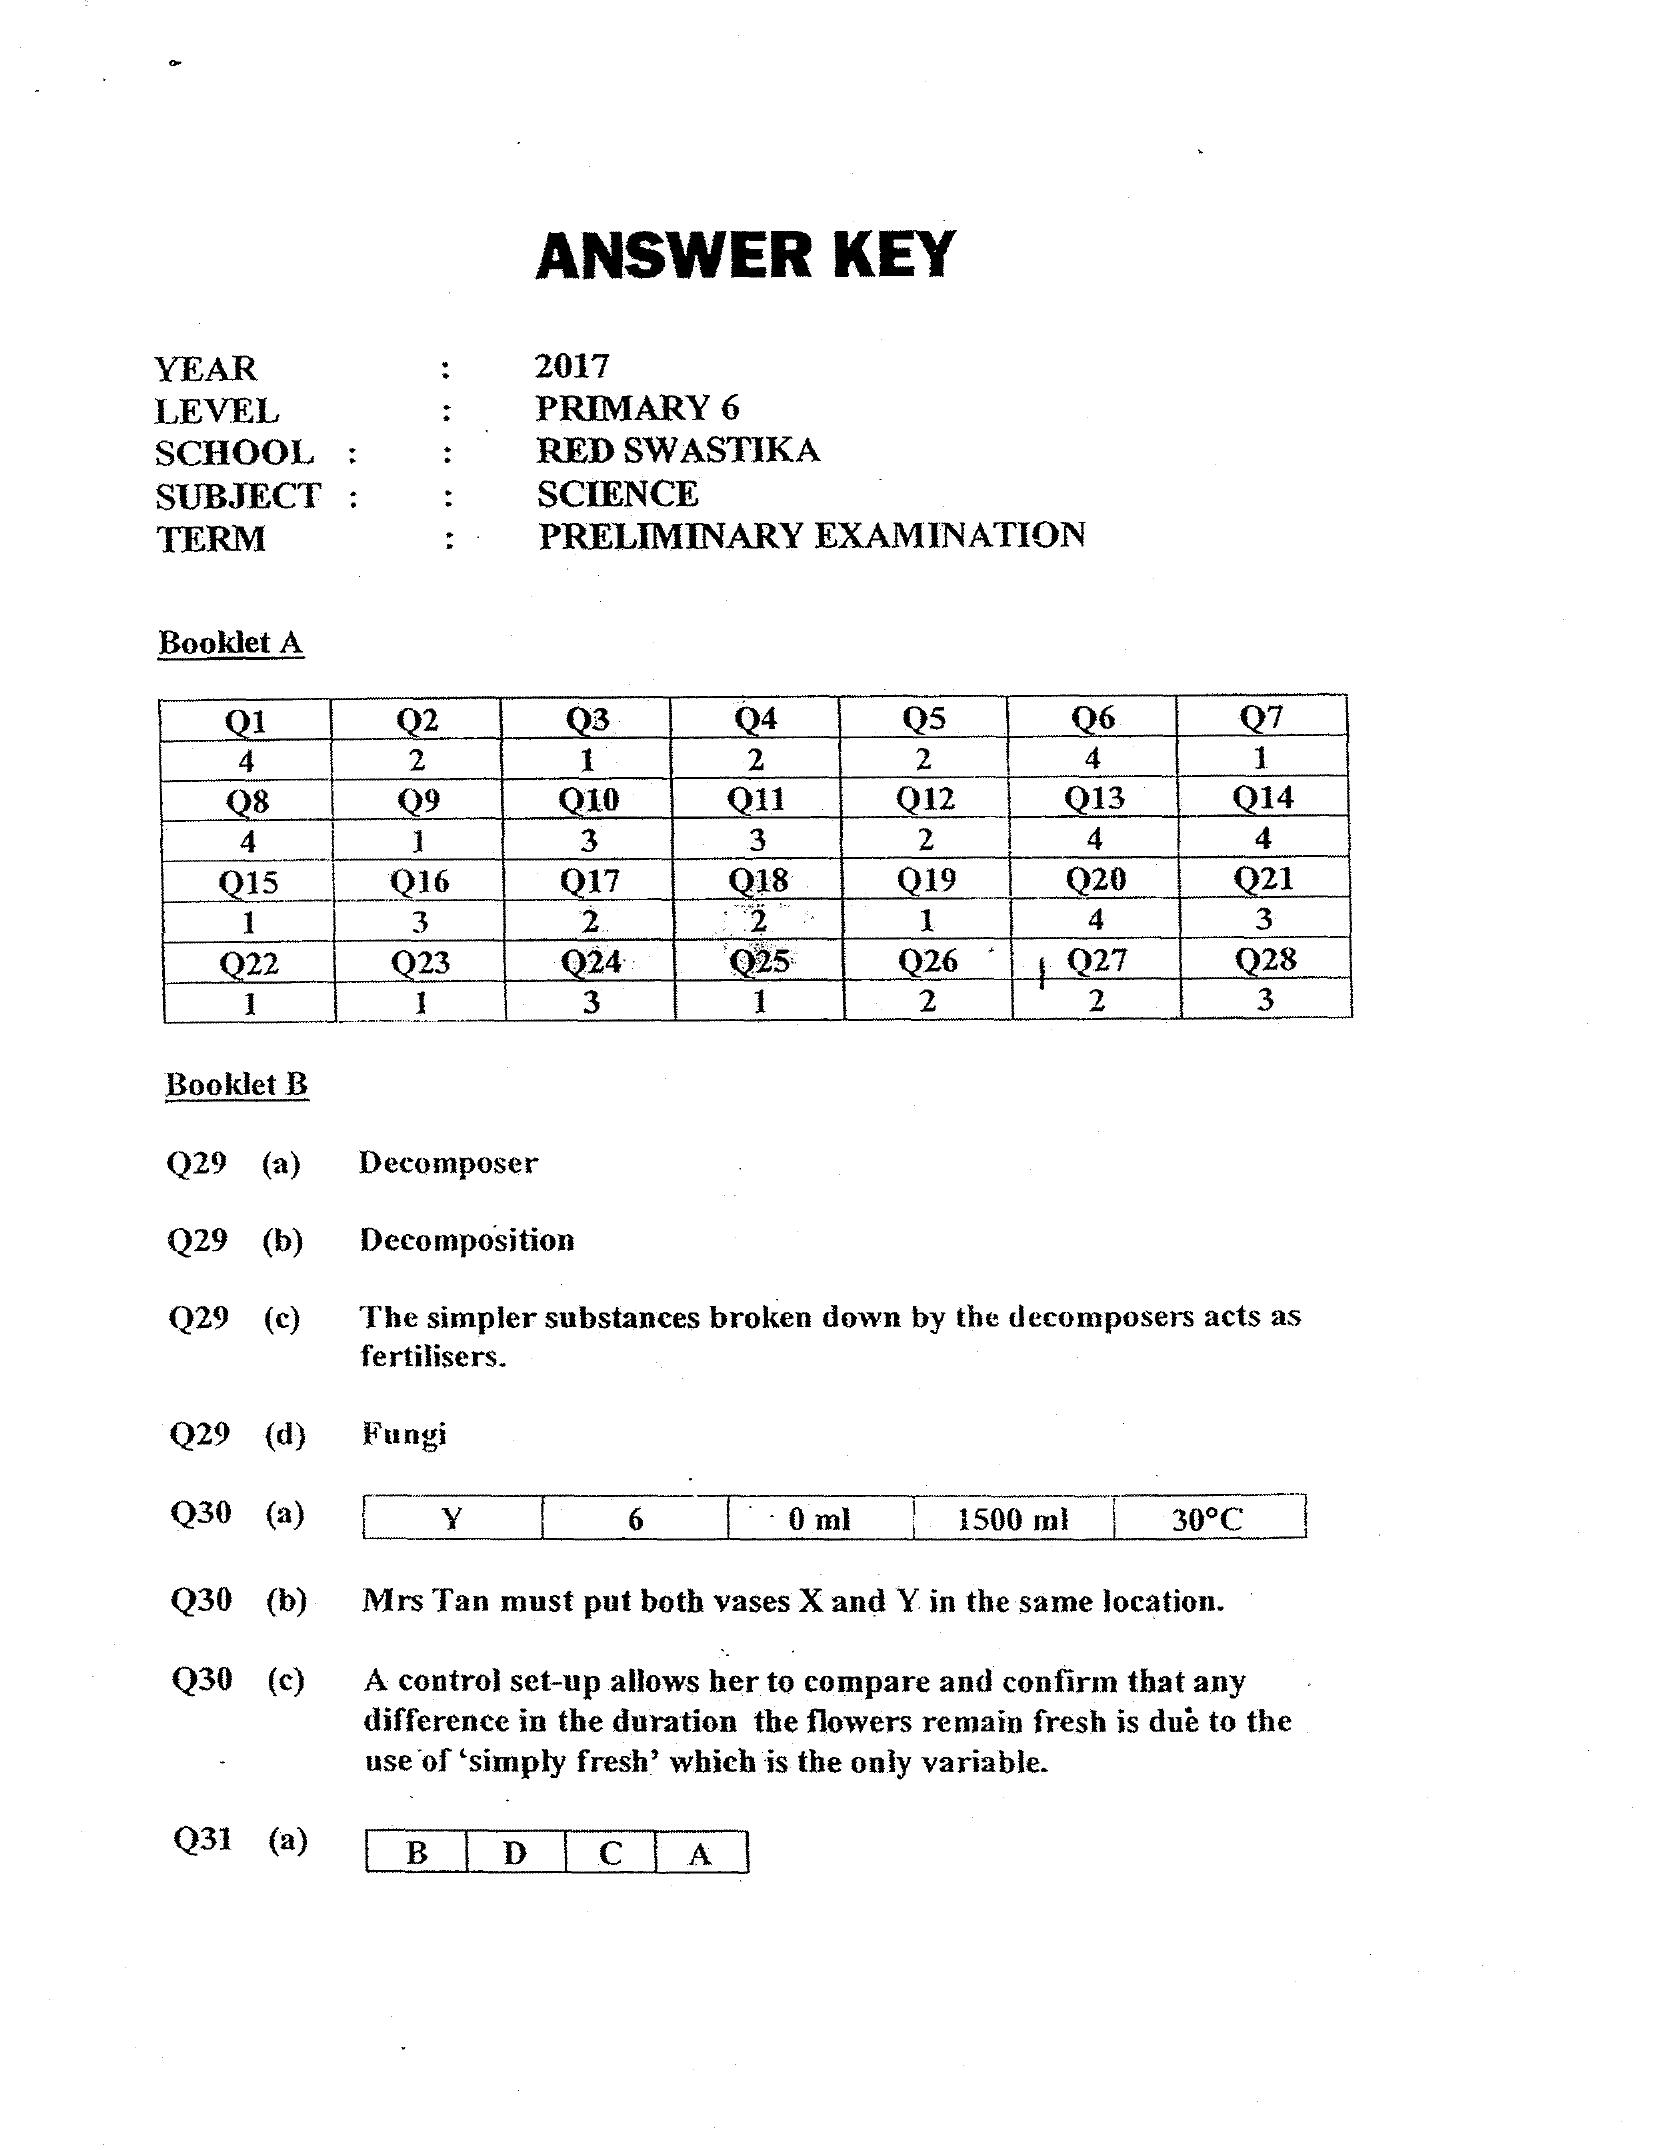 ANSWER KEY
YEAR : 2017
LEVEL : PRIMARY 6
SCHOOL : : RED SWASTIKA
SUBJECT : : SCIENCE
TERM : PRELIMINARY EXAMINATION
Booklet A
Q1 Q2 Q3 Q4 Q5 Q6 Q7
4 2 1 2 2 4 1
Q8 Q9 Q10 Q11 Q12 Q13 Q14
4 1 3 3 2 4 4
Q15 Q16 Q17 Q18 Q19 Q20 Q21
1 3 2 2 1 4 3
Q22 Q23 Q24 Q25 Q26 Q27 Q28
1 1 3 1 2 2 3
Booklet B
Q29 (a) Decomposer
Q29 (b) Decomposition
Q29 (c) The simpler substances broken down by the decomposers acts as
fertilisers.
Q29 (d) Fungi
Q30 (a) Y 6 0 ml 1500 ml 30°C
Q30 (b) Mrs Tan must put both vases X and Y in the same location.
Q30 (c) A control set-up allows her to compare and confirm that any
difference in the duration the flowers remain fresh is due to the
use of ‘simply fresh’ which is the only variable.
Q31 (a) B D C A